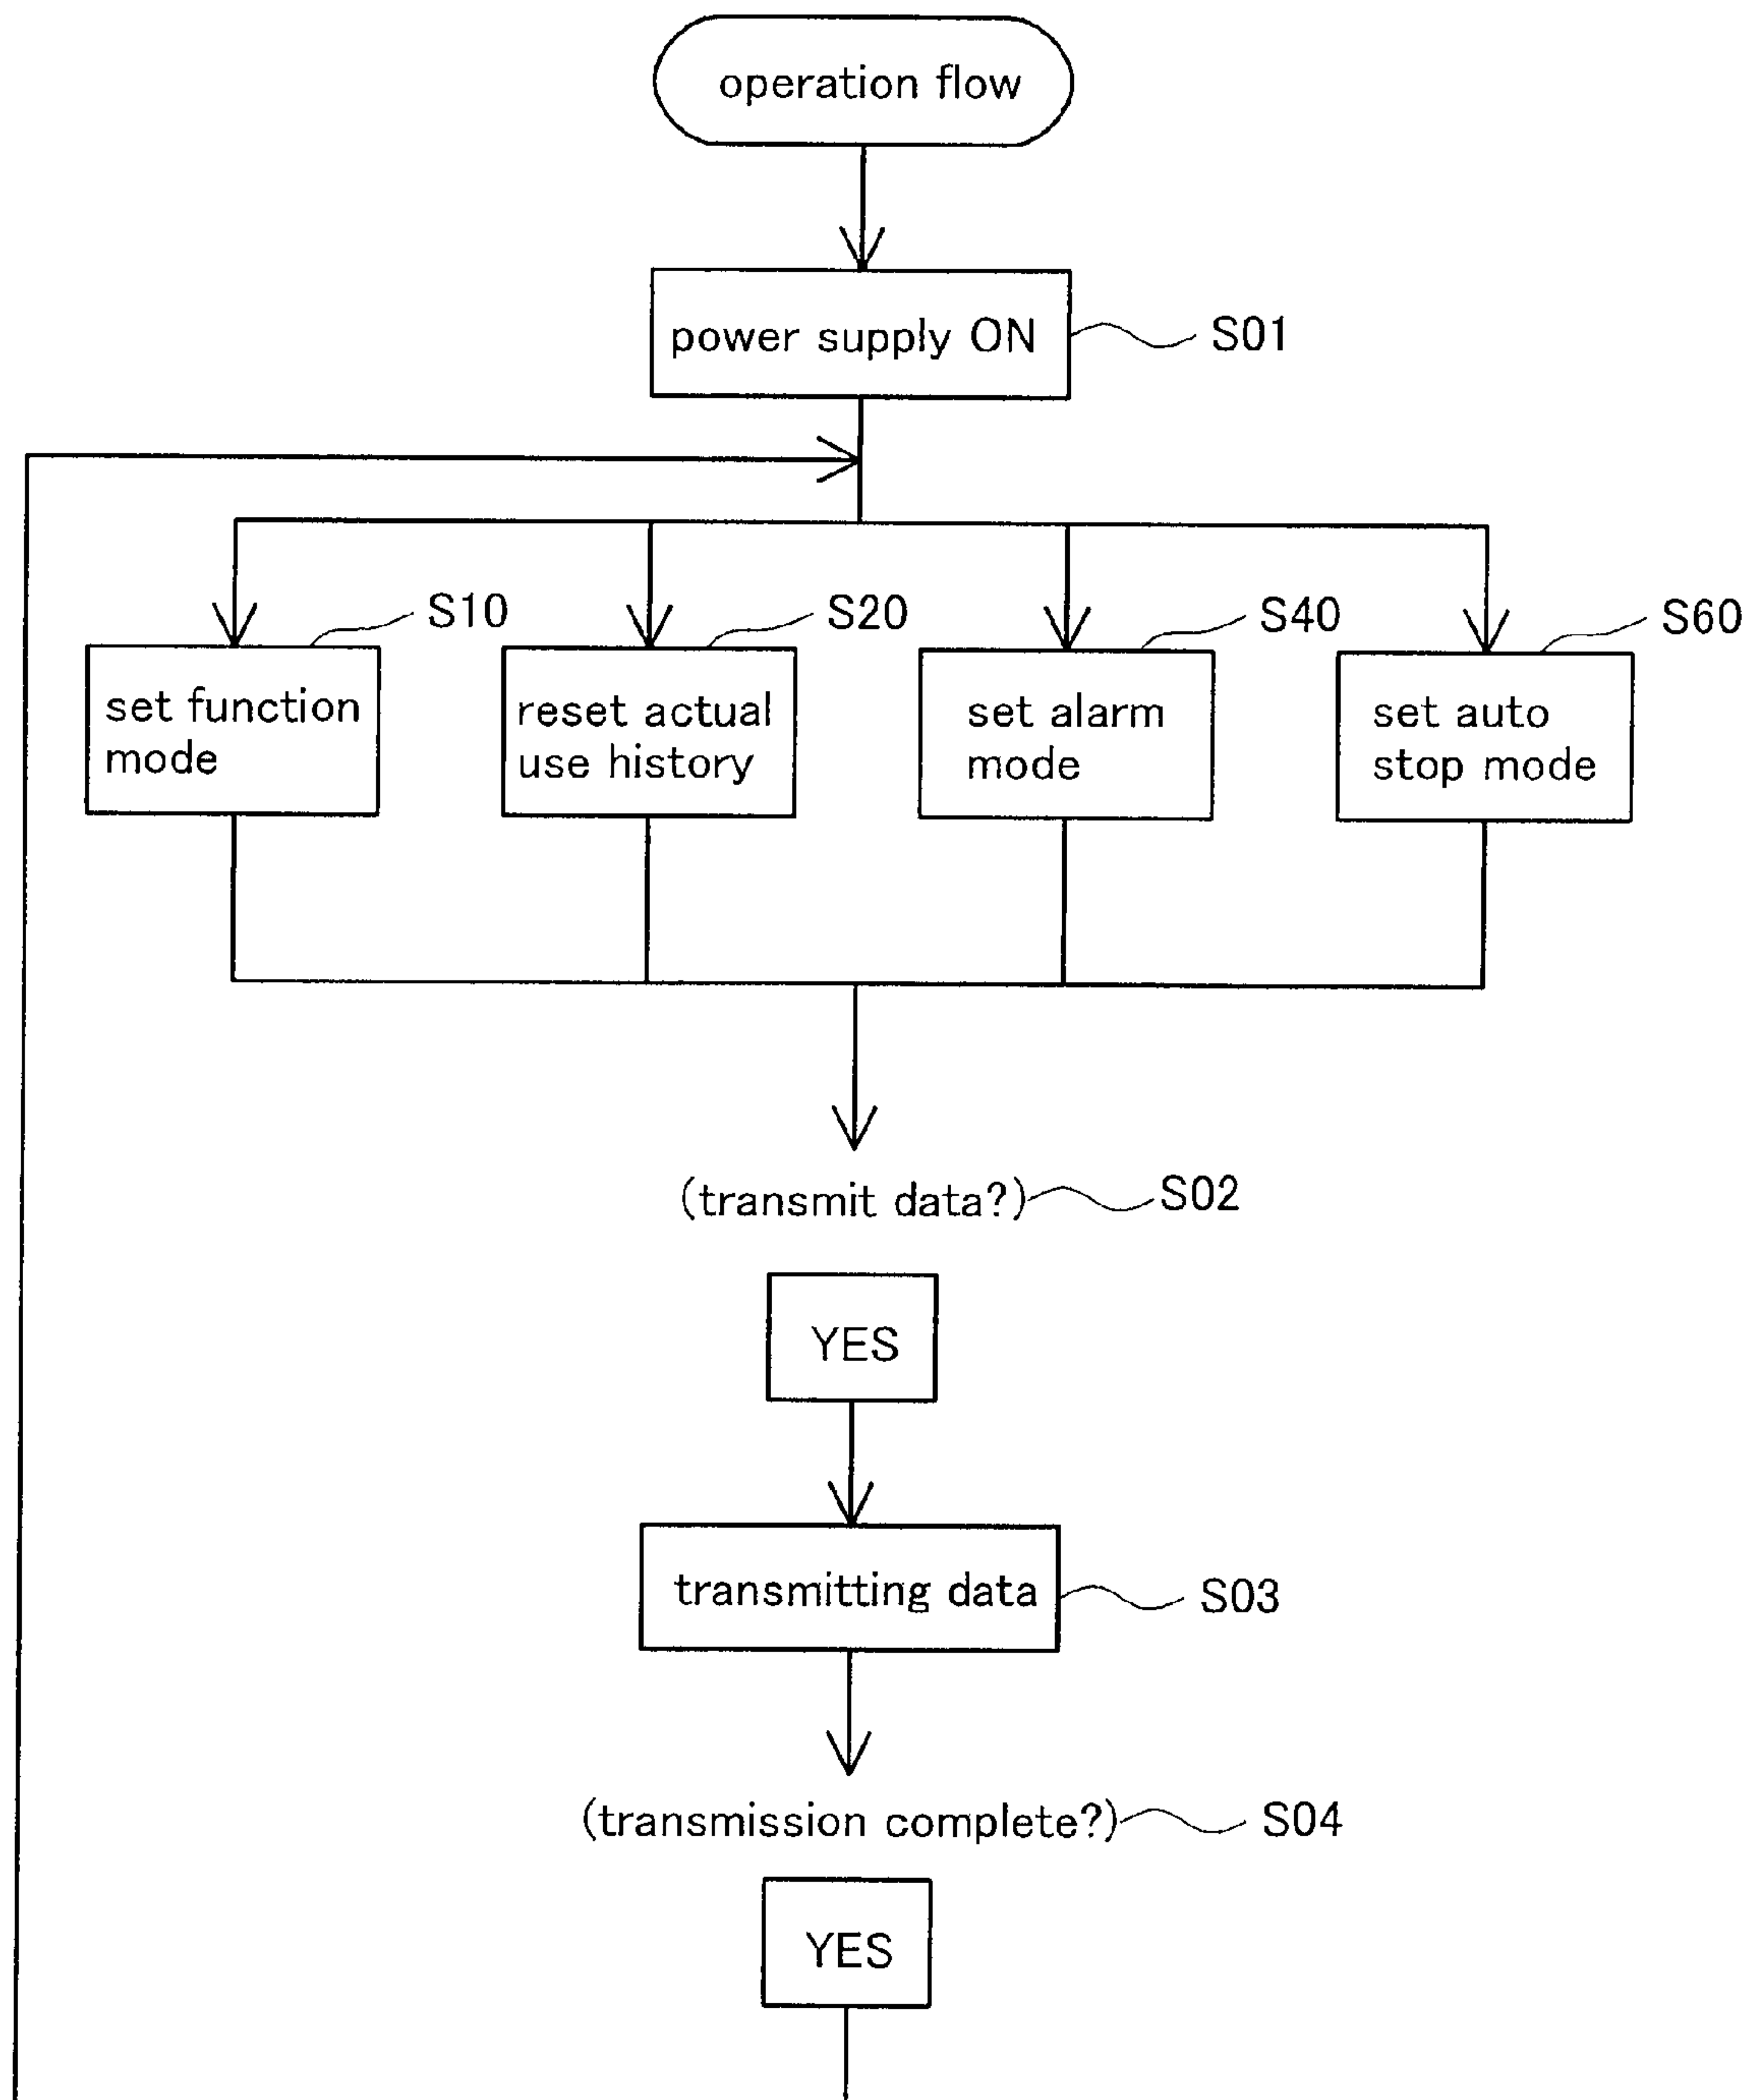 operation flow
power supply ON
S01
S10
S20
S40
S60
set function
mode
reset actual
use history
set alarm
mode
set auto
stop mode
(transmit data?)
S02
YES
transmitting data
S03
(transmission complete?)
S04
YES